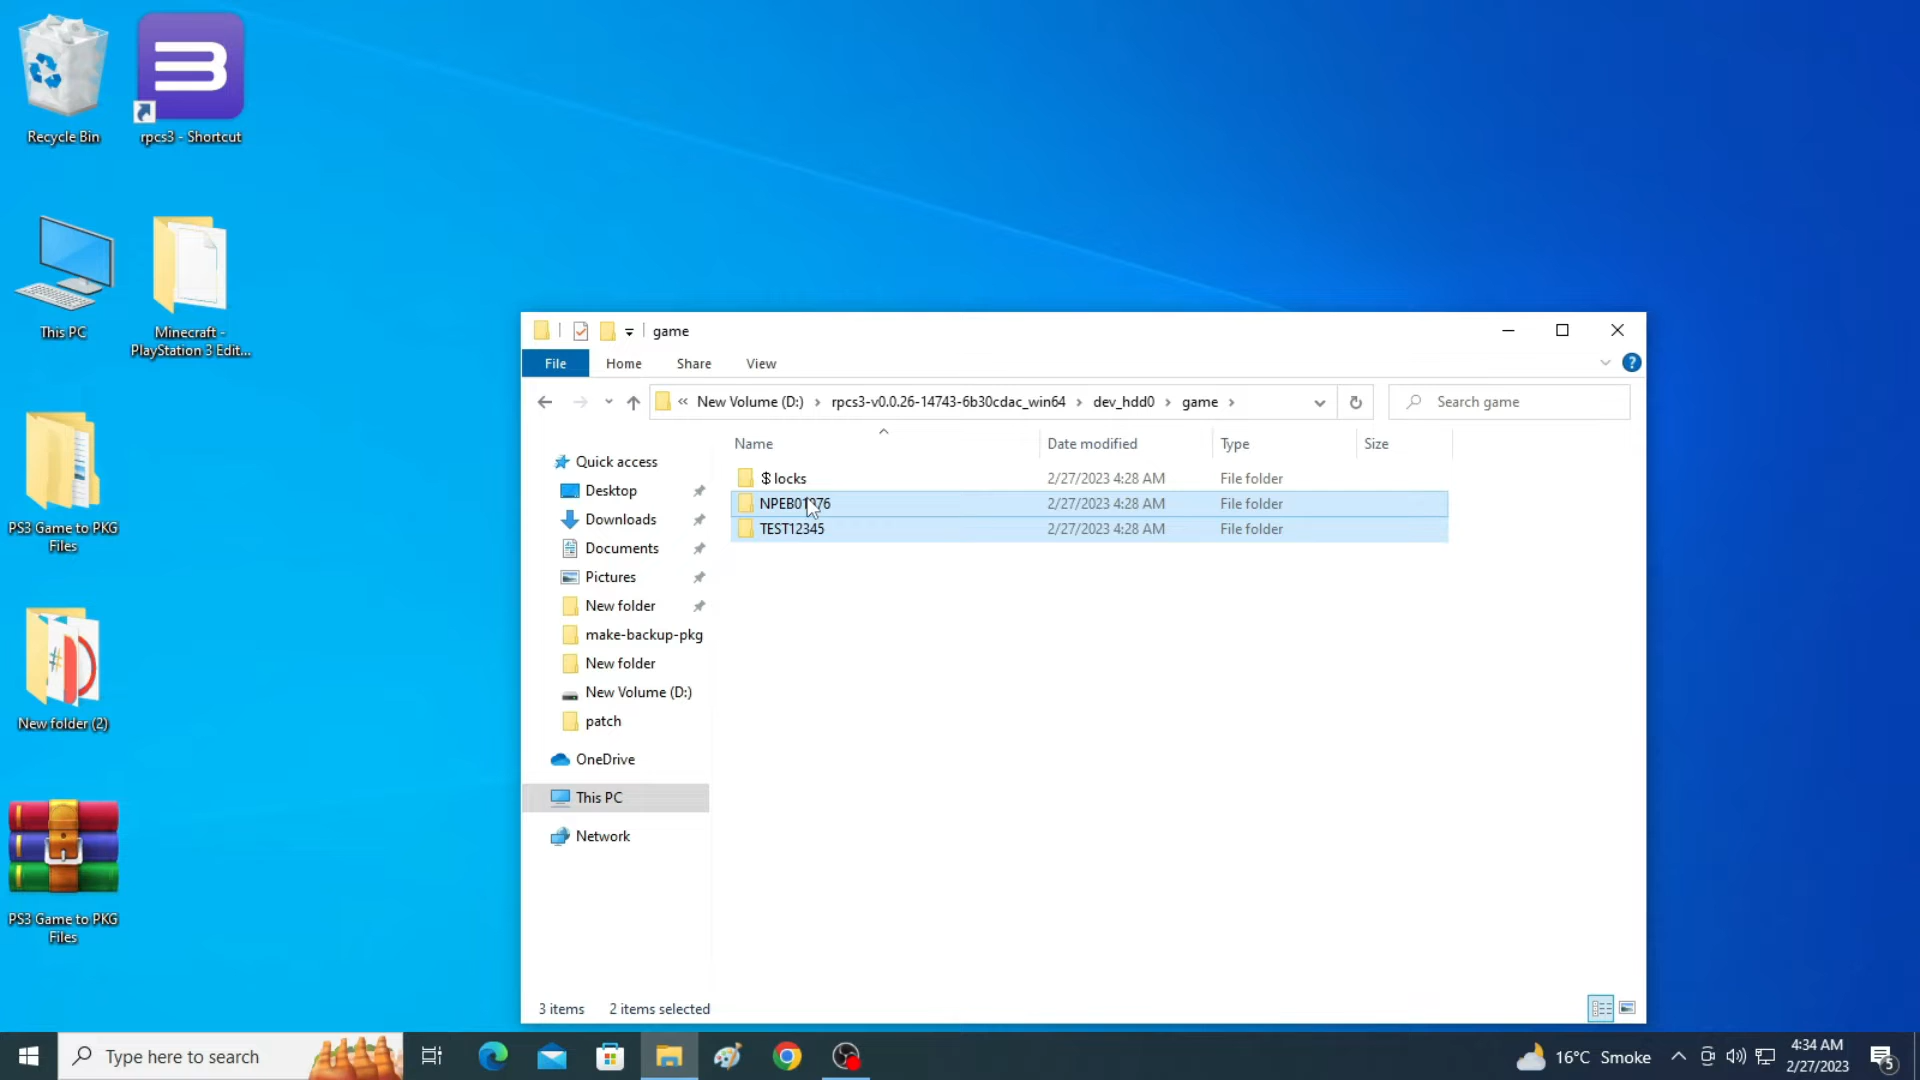 Recycle Bin
rpcs3 - Shortcut
This PC
Minecraft -
PlayStation 3 Edit...
PS3 Game to PKG
Files
New folder (2)
PS3 Game to PKG
Files
game
File
Home
Share
View
?
« New Volume (D:) › rpcs3-v0.0.26-14743-6b30cdac_win64 › dev_hdd0 › game ›
Search game
Name
Date modified
Type
Size
$locks 2/27/2023 4:28 AM File folder
2/27/2023 4:28 AM File folder
TEST12345 2/27/2023 4:28 AM File folder
Quick access
Desktop
Downloads
Documents
Pictures
New folder
make-backup-pkg
New folder
New Volume (D:)
patch
OneDrive
This PC
Network
3 items
2 items selected
Type here to search
16°C Smoke
4:34 AM
2/27/2023
5